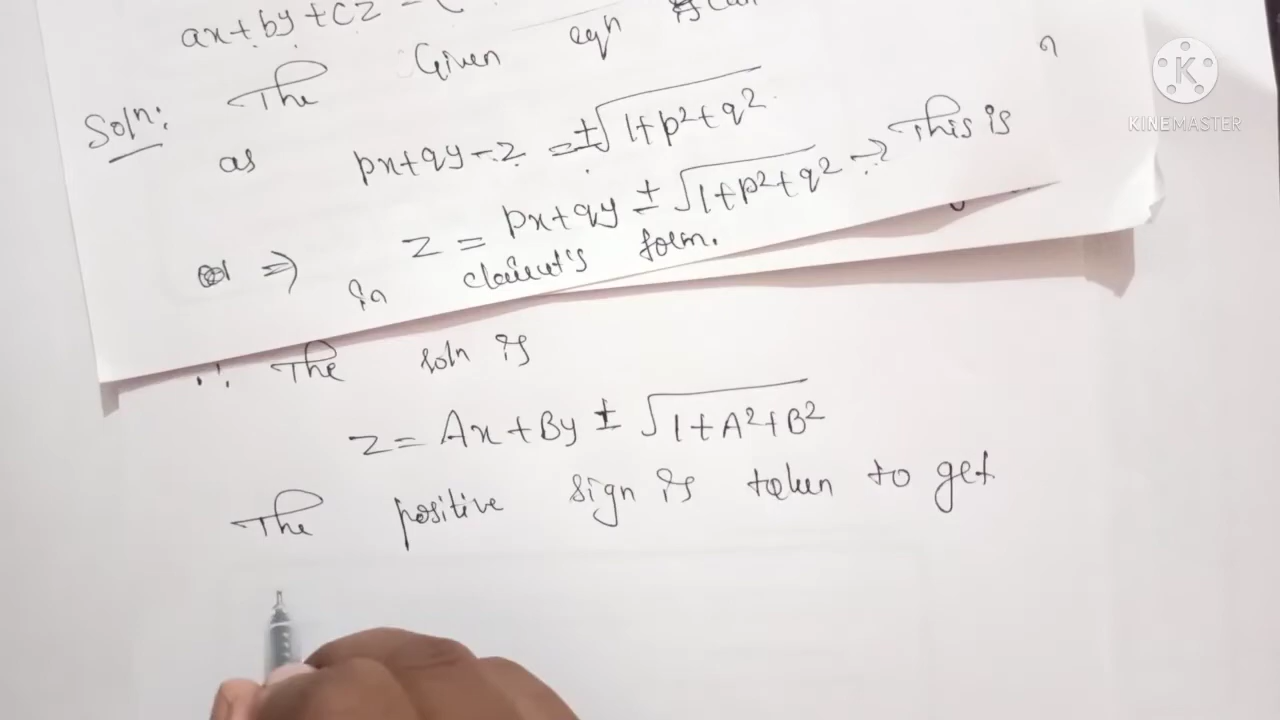 ax+by+cz =
Soln: The Given eqn is
as px+qy-z = ±√1+p²+q²
⇒ z = px+qy ± √1+p²+q² → This is
in clairaut's form.
∴ The soln is
z = Ax+By ± √1+A²+B²
The positive sign is taken to get
KINEMASTER